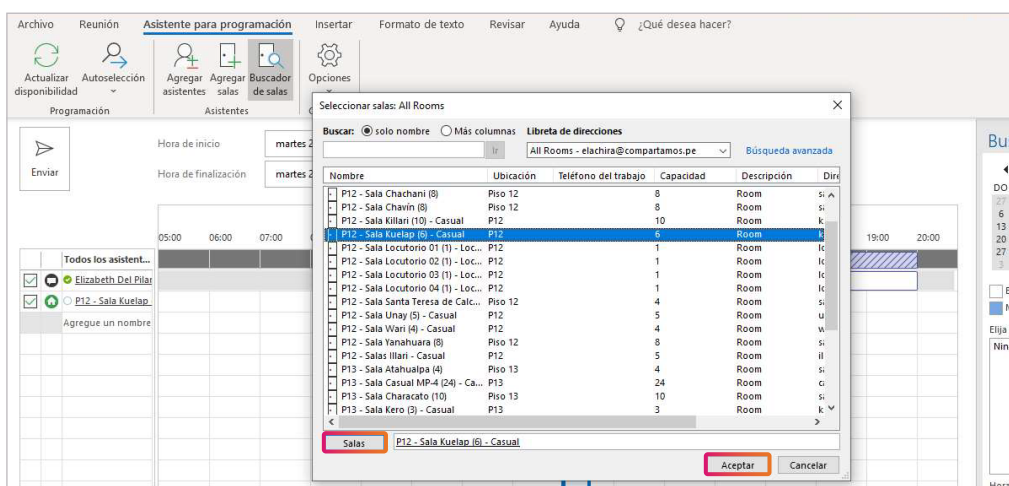 Archivo Reunión Asistente para programación Insertar Formato de texto Revisar Ayuda ¿Qué desea hacer?
Actualizar disponibilidad Autoselección Agregar asistentes Agregar salas Buscador de salas Opciones
Programación Asistentes
Seleccionar salas: All Rooms
Buscar: solo nombre Más columnas Libreta de direcciones
Ir All Rooms - elachira@compartamos.pe Búsqueda avanzada
Enviar
Hora de inicio martes 2
Hora de finalización martes 2
Nombre Ubicación Teléfono del trabajo Capacidad Descripción
P12 - Sala Chachani (8) Piso 12 8 Room
P12 - Sala Chavín (8) Piso 12 8 Room
P12 - Sala Killari (10) - Casual P12 10 Room
P12 - Sala Kuelap (6) - Casual P12 6 Room
P12 - Sala Locutorio 01 (1) - Loc... P12 1 Room
P12 - Sala Locutorio 02 (1) - Loc... P12 1 Room
P12 - Sala Locutorio 03 (1) - Loc... P12 1 Room
P12 - Sala Locutorio 04 (1) - Loc... P12 1 Room
P12 - Sala Santa Teresa de Calc... Piso 12 4 Room
P12 - Sala Unay (5) - Casual P12 5 Room
P12 - Sala Wari (4) - Casual P12 4 Room
P12 - Sala Yanahuara (8) Piso 12 8 Room
P12 - Salas Illari - Casual P12 5 Room
P13 - Sala Atahualpa (4) Piso 13 4 Room
P13 - Sala Casual MP-4 (24) - Ca... P13 24 Room
P13 - Sala Characato (10) Piso 13 10 Room
P13 - Sala Kero (3) - Casual P13 3 Room
Salas P12 - Sala Kuelap (6) - Casual
Aceptar Cancelar
05:00 06:00 07:00 19:00 20:00
Todos los asistent...
Elizabeth Del Pilar
P12 - Sala Kuelap
Agregue un nombre
Bu
DO
27
6
13
20
27
3
Elija
Nin